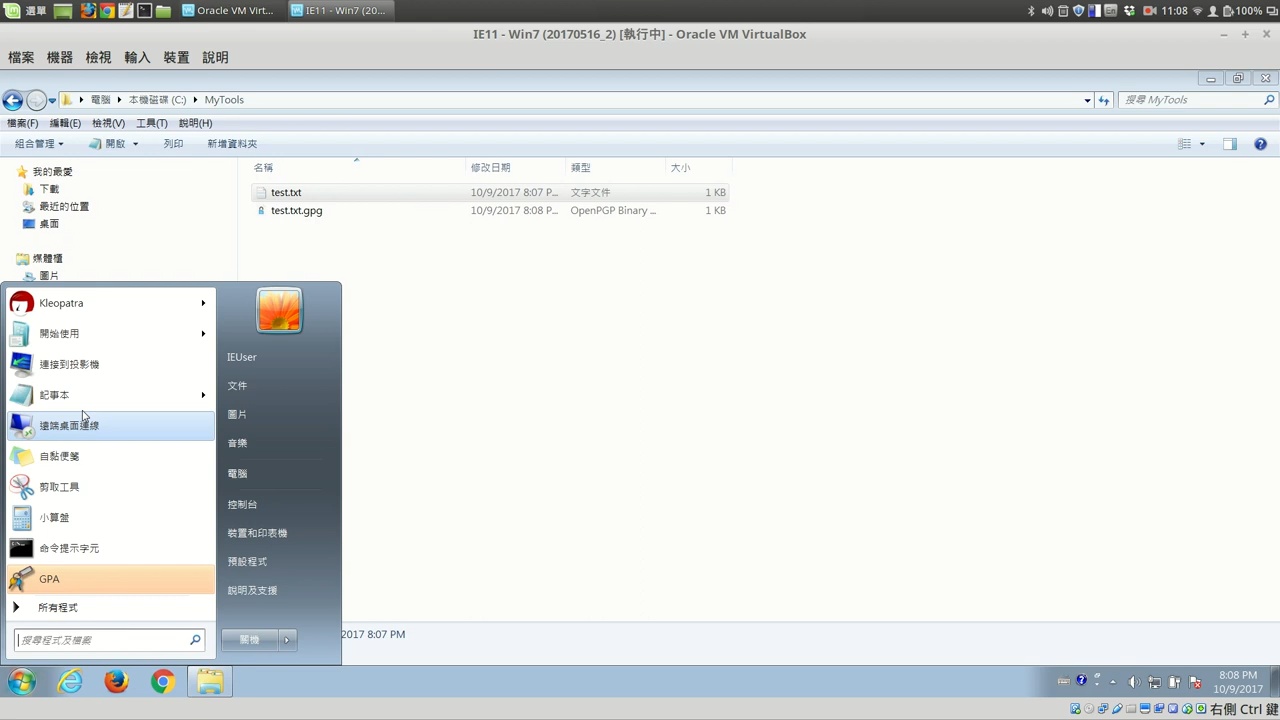 選單
Oracle VM Virt...
IE11 - Win7 (20...
En
11:08
100%
IE11 - Win7 (20170516_2) [執行中] - Oracle VM VirtualBox
檔案 機器 檢視 輸入 裝置 說明
電腦 本機磁碟 (C:) MyTools
搜尋 MyTools
檔案(F) 編輯(E) 檢視(V) 工具(T) 說明(H)
組合管理 開啟 列印 新增資料夾
名稱 修改日期 類型 大小
我的最愛
下載
最近的位置
桌面
媒體櫃
圖片
test.txt 10/9/2017 8:07 P... 文字文件 1 KB
test.txt.gpg 10/9/2017 8:08 P... OpenPGP Binary ... 1 KB
Kleopatra
開始使用
連接到投影機
記事本
遠端桌面連線
自黏便箋
剪取工具
小算盤
命令提示字元
GPA
所有程式
搜尋程式及檔案
IEUser
文件
圖片
音樂
電腦
控制台
裝置和印表機
預設程式
說明及支援
關機
2017 8:07 PM
8:08 PM
10/9/2017
右側 Ctrl 鍵